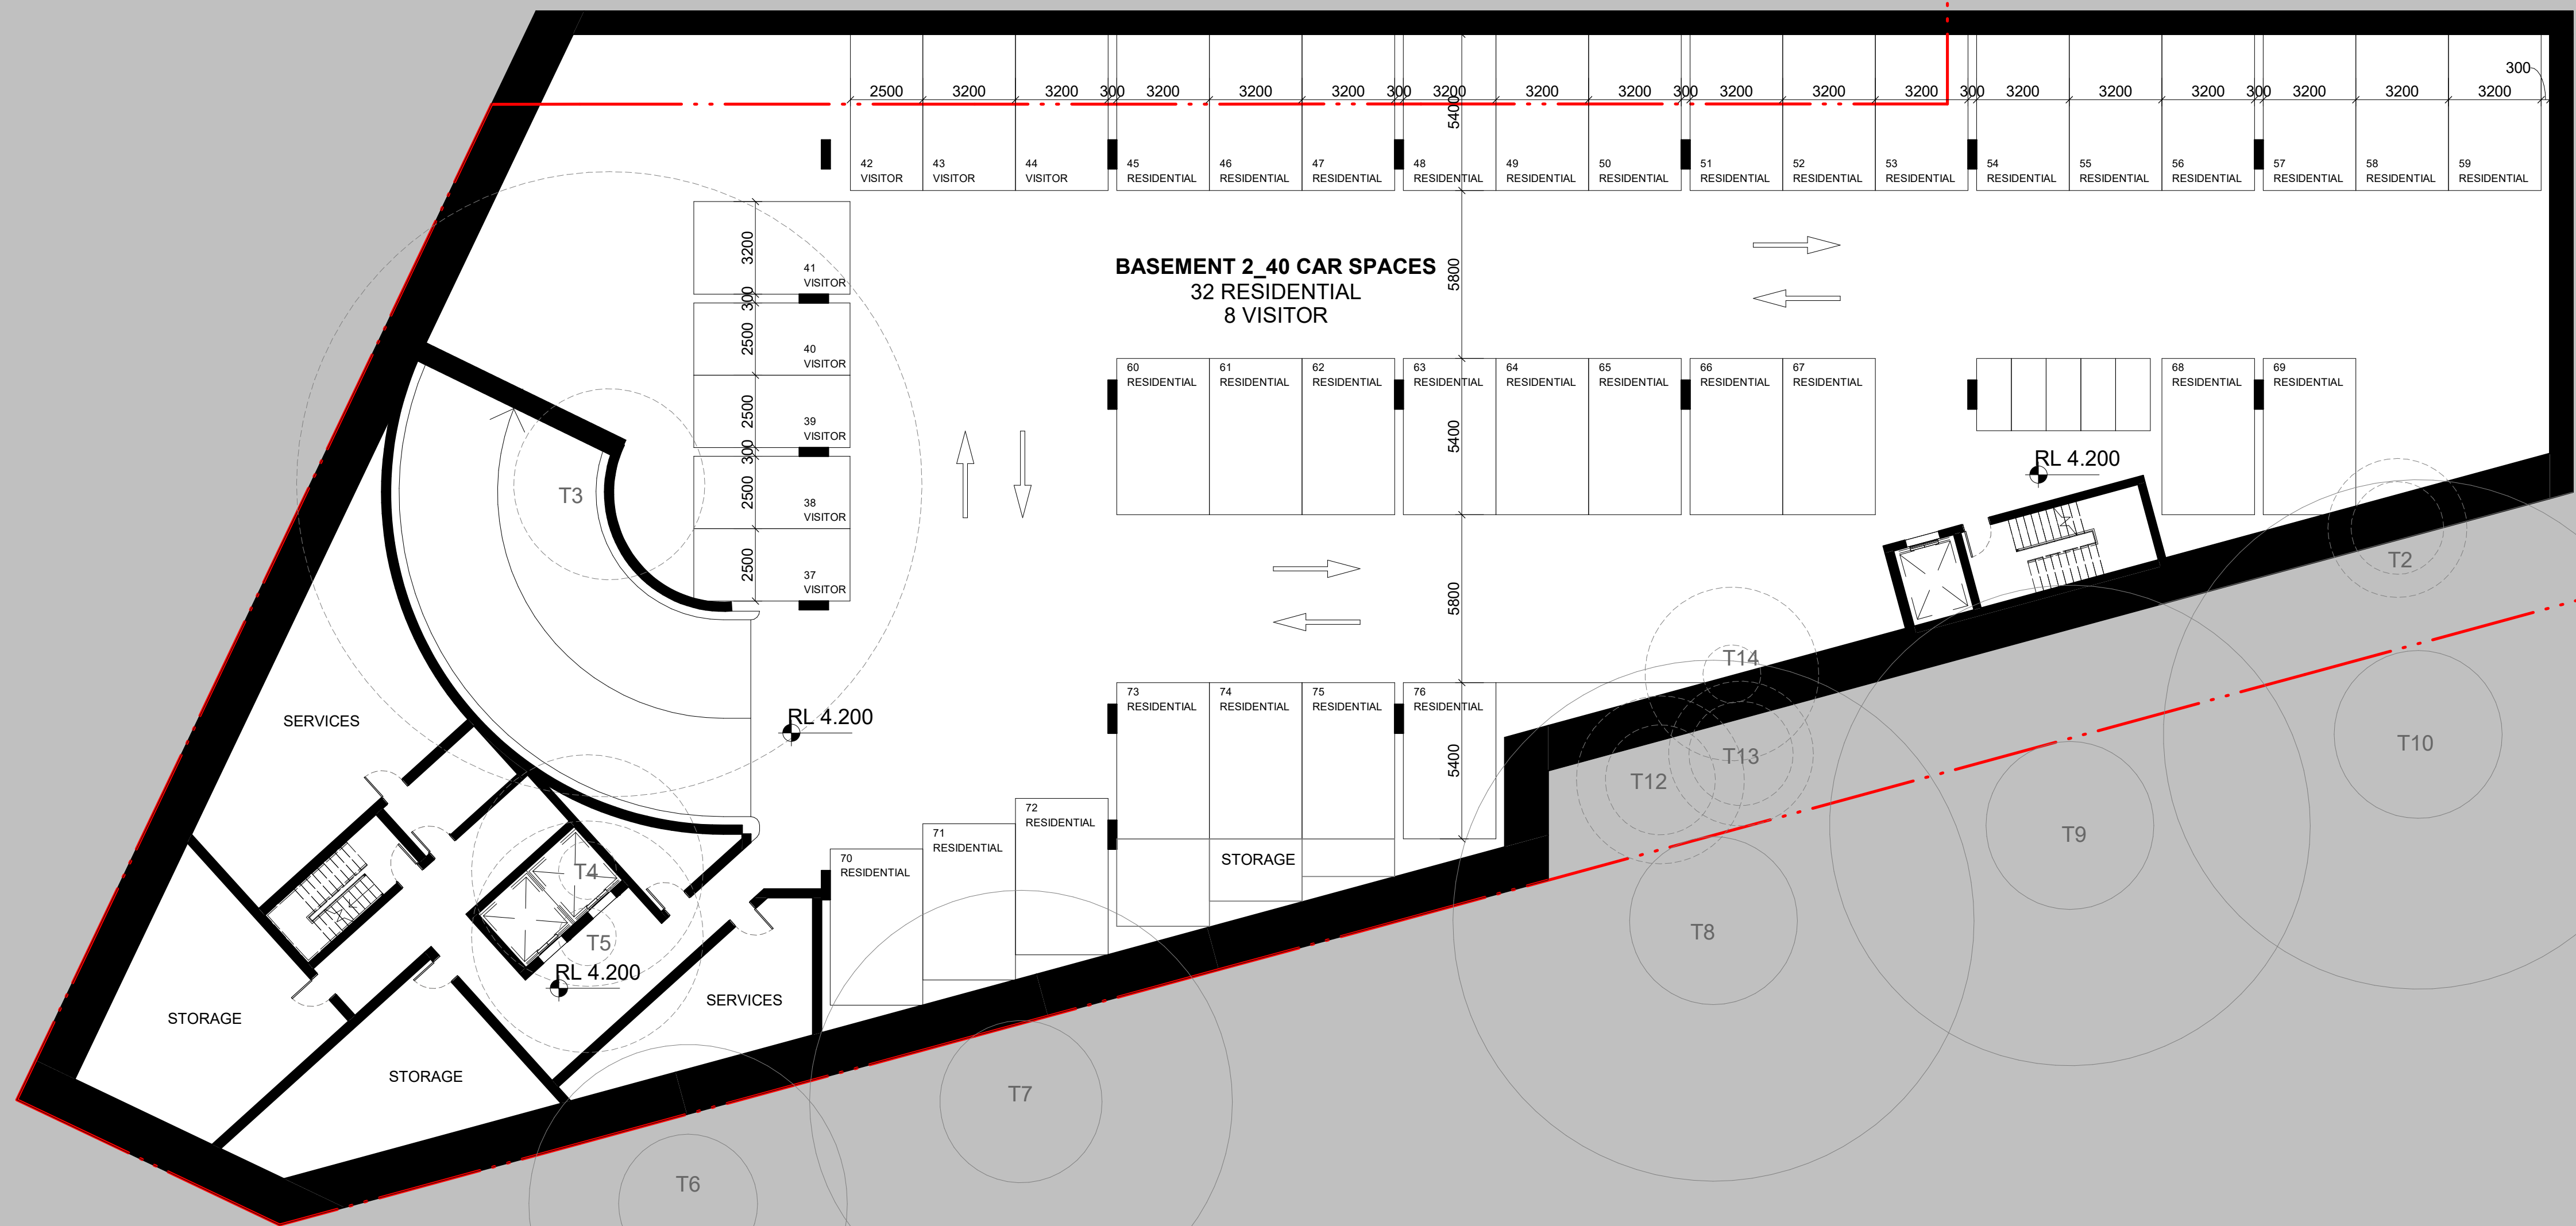 300
2500 3200 3200 300 3200 3200 3200 300 3200 3200 3200 300 3200 3200 3200 300 3200 3200 3200 300 3200 3200 3200
5400
42 43 44 45 46 47 48 49 50 51 52 53 54 55 56 57 58 59
VISITOR VISITOR VISITOR RESIDENTIAL RESIDENTIAL RESIDENTIAL RESIDENTIAL RESIDENTIAL RESIDENTIAL RESIDENTIAL RESIDENTIAL RESIDENTIAL RESIDENTIAL RESIDENTIAL RESIDENTIAL RESIDENTIAL RESIDENTIAL RESIDENTIAL
3200
41
VISITOR
300
BASEMENT 2_40 CAR SPACES
32 RESIDENTIAL
8 VISITOR
5800
2500
40
VISITOR
60 61 62 63 64 65 66 67 68 69
RESIDENTIAL RESIDENTIAL RESIDENTIAL RESIDENTIAL RESIDENTIAL RESIDENTIAL RESIDENTIAL RESIDENTIAL RESIDENTIAL RESIDENTIAL
2500
39
VISITOR
300
5400
RL 4.200
T3
2500
38
VISITOR
2500
37
VISITOR
T2
5800
T14
RL 4.200
SERVICES
73 74 75 76
RESIDENTIAL RESIDENTIAL RESIDENTIAL RESIDENTIAL
5400
T12
T13
T10
72
RESIDENTIAL
71
RESIDENTIAL
70
RESIDENTIAL
STORAGE
T9
T4
T5
T8
RL 4.200
SERVICES
STORAGE
STORAGE
T7
T6